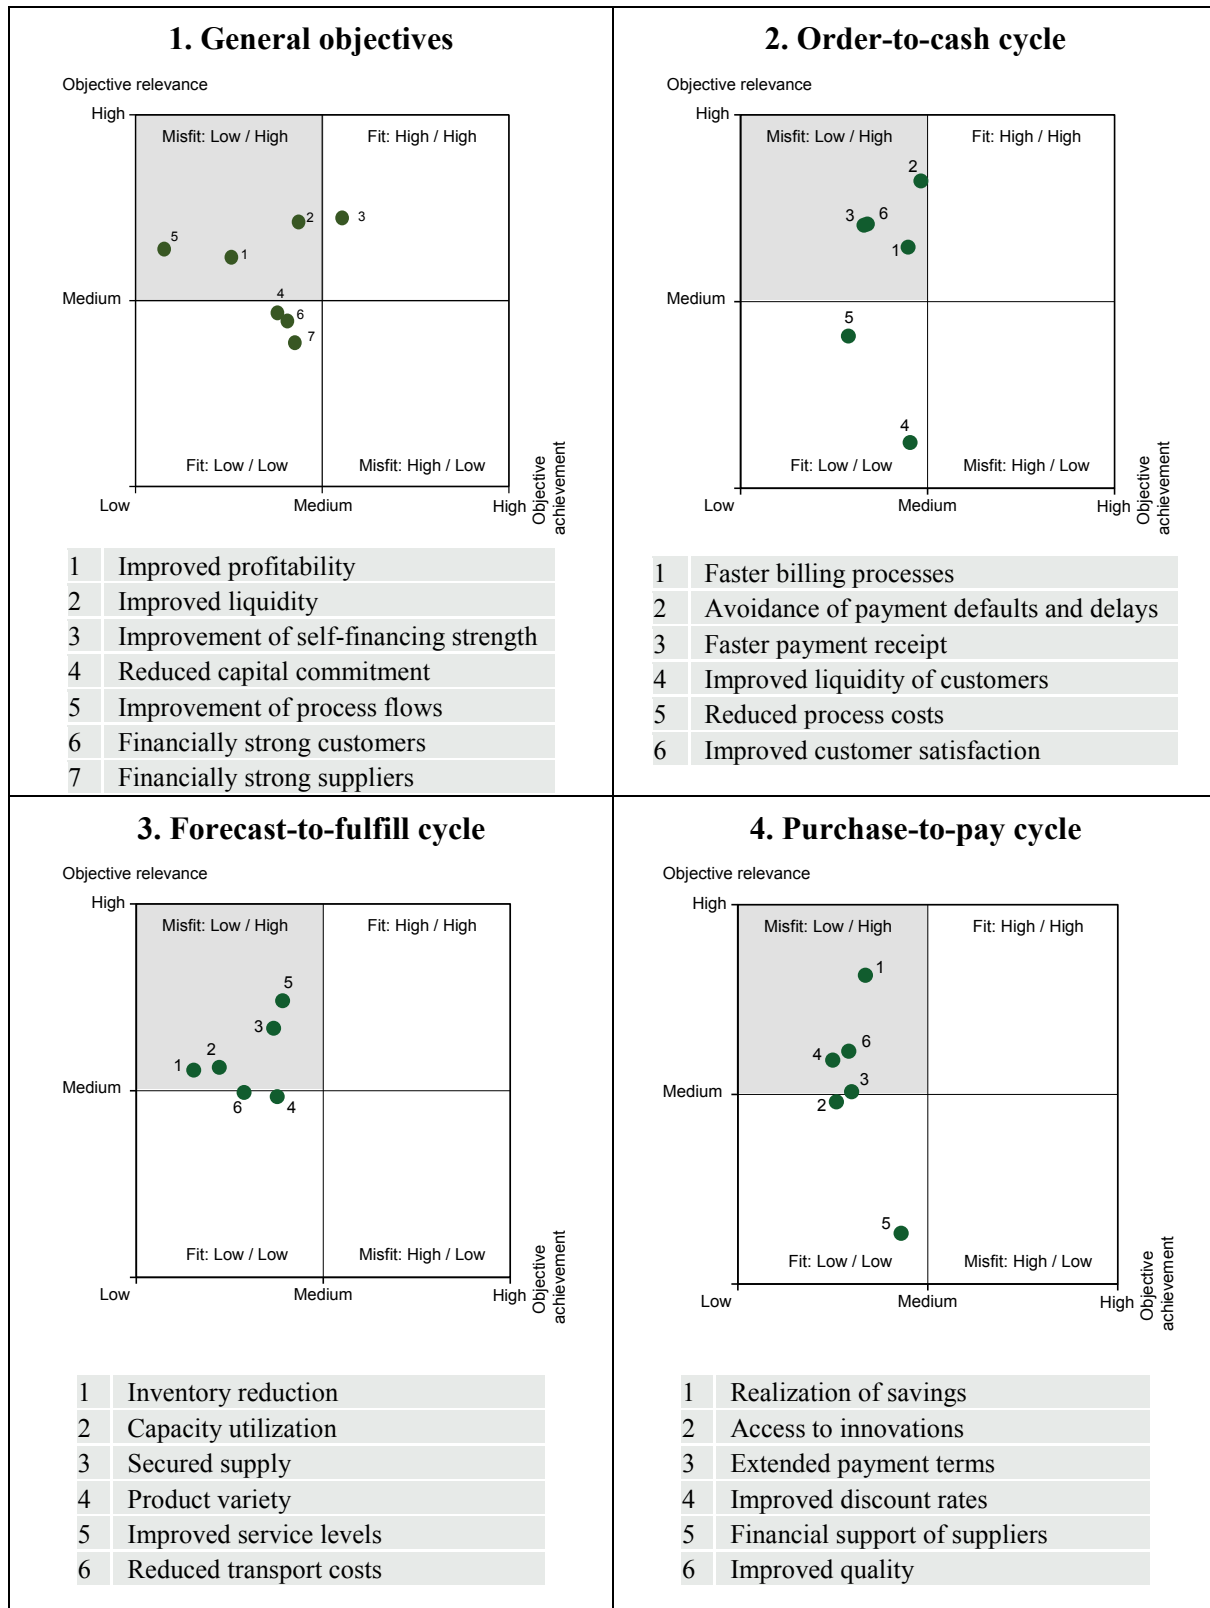 1. General objectives
Objective relevance
High
Misfit: Low / High
Fit: High / High
2
3
5
1
Medium
4
6
7
Fit: Low / Low
Misfit: High / Low
Low
Medium
High
Objective
achievement
1 Improved profitability
2 Improved liquidity
3 Improvement of self-financing strength
4 Reduced capital commitment
5 Improvement of process flows
6 Financially strong customers
7 Financially strong suppliers
2. Order-to-cash cycle
Objective relevance
High
Misfit: Low / High
Fit: High / High
2
3
6
1
Medium
5
4
Fit: Low / Low
Misfit: High / Low
Low
Medium
High
Objective
achievement
1 Faster billing processes
2 Avoidance of payment defaults and delays
3 Faster payment receipt
4 Improved liquidity of customers
5 Reduced process costs
6 Improved customer satisfaction
3. Forecast-to-fulfill cycle
Objective relevance
High
Misfit: Low / High
Fit: High / High
5
3
2
1
Medium
6
4
Fit: Low / Low
Misfit: High / Low
Low
Medium
High
Objective
achievement
1 Inventory reduction
2 Capacity utilization
3 Secured supply
4 Product variety
5 Improved service levels
6 Reduced transport costs
4. Purchase-to-pay cycle
Objective relevance
High
Misfit: Low / High
Fit: High / High
1
6
4
3
Medium
2
5
Fit: Low / Low
Misfit: High / Low
Low
Medium
High
Objective
achievement
1 Realization of savings
2 Access to innovations
3 Extended payment terms
4 Improved discount rates
5 Financial support of suppliers
6 Improved quality